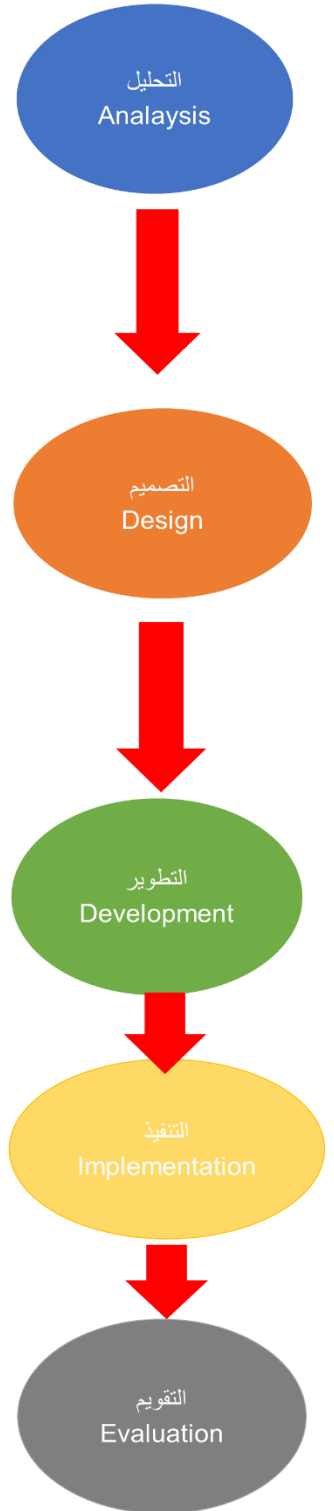 التحليل
Analaysis
التصميم
Design
التطوير
Development
التنفيذ
Implementation
التقويم
Evaluation